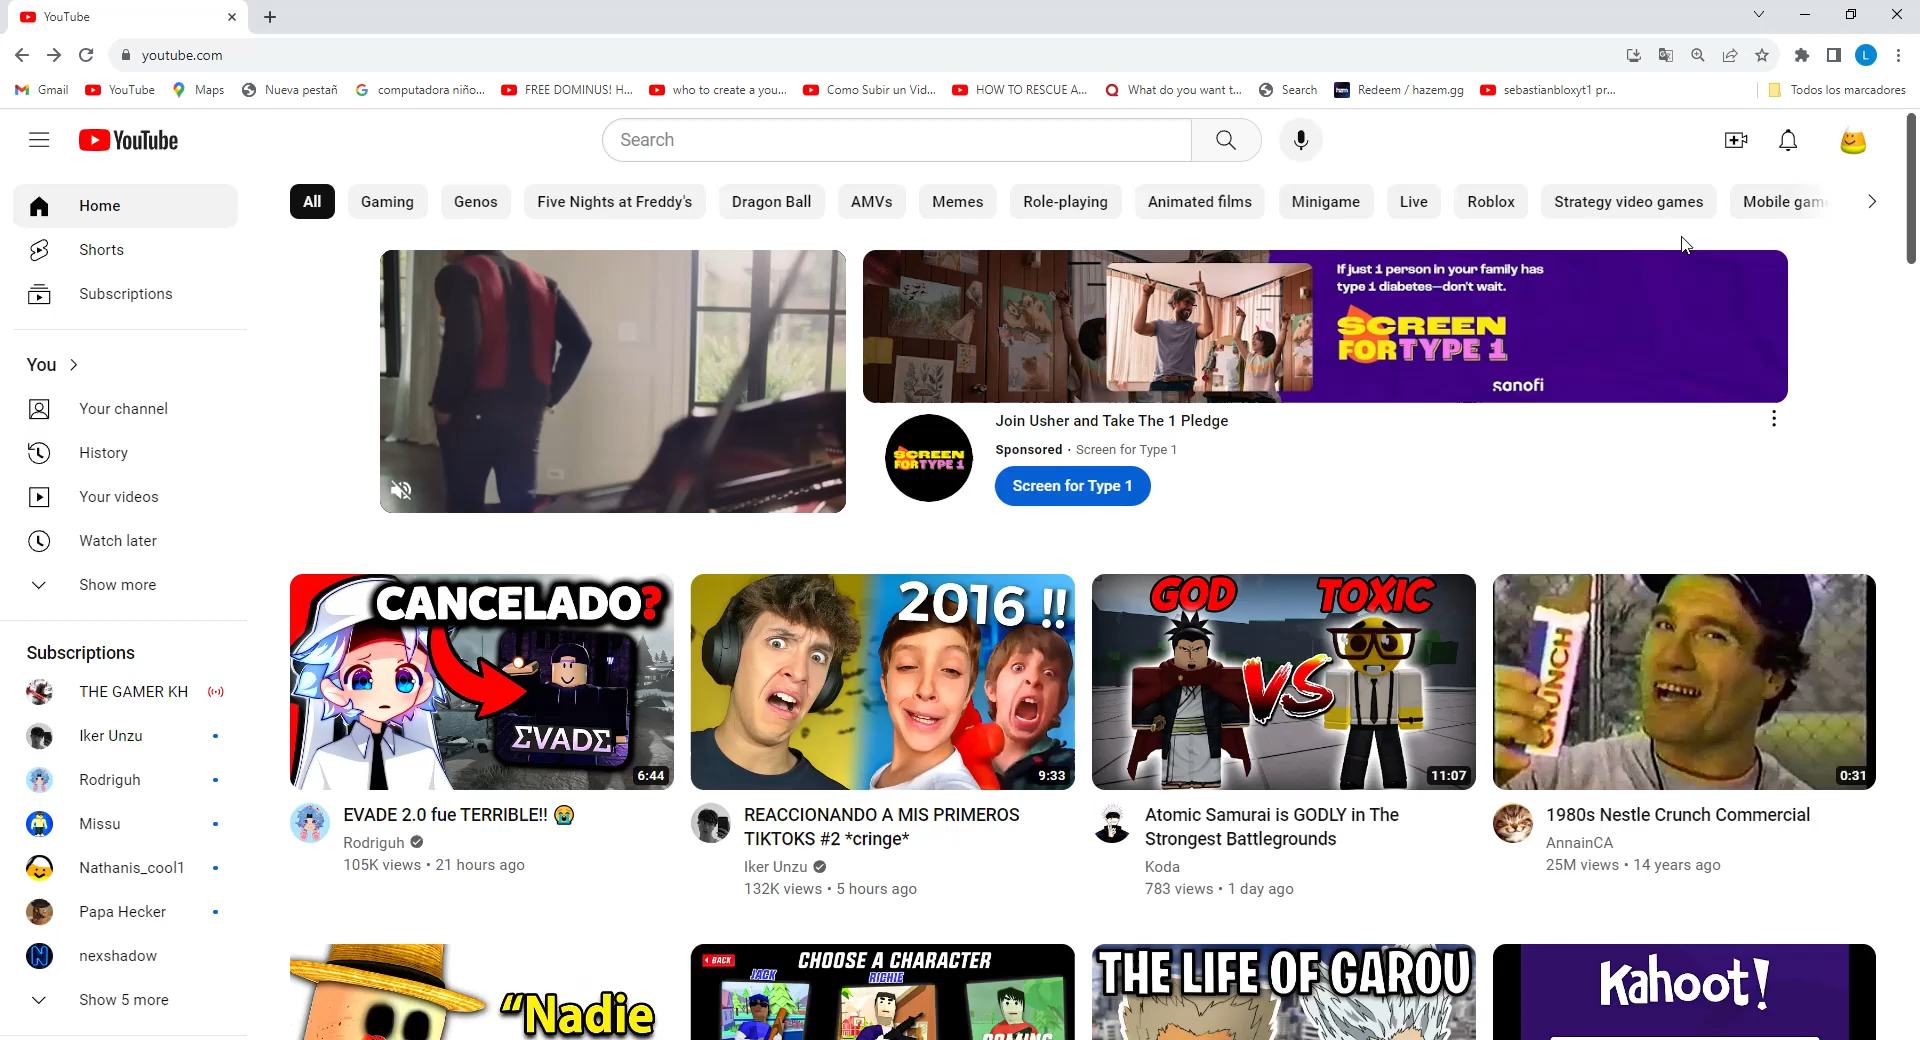 YouTube
youtube.com
L
Gmail
YouTube
Maps
Nueva pestañ
computadora niño...
FREE DOMINUS! H...
who to create a you...
Como Subir un Vid...
HOW TO RESCUE A...
What do you want t...
Search
Redeem / hazem.gg
sebastianbloxyt1 pr...
Todos los marcadores
YouTube
Search
Home
Shorts
Subscriptions
You
Your channel
History
Your videos
Watch later
Show more
Subscriptions
THE GAMER KH
Iker Unzu
Rodriguh
Missu
Nathanis_cool1
Papa Hecker
nexshadow
Show 5 more
All
Gaming
Genos
Five Nights at Freddy's
Dragon Ball
AMVs
Memes
Role-playing
Animated films
Minigame
Live
Roblox
Strategy video games
Mobile gam
If just 1 person in your family has
type 1 diabetes—don't wait.
SCREEN
FOR TYPE 1
sanofi
SCREEN
FORTYPE 1
Join Usher and Take The 1 Pledge
Sponsored · Screen for Type 1
Screen for Type 1
CANCELADO?
ΣVADΣ
6:44
EVADE 2.0 fue TERRIBLE!! 😭
Rodriguh
105K views • 21 hours ago
2016 !!
9:33
REACCIONANDO A MIS PRIMEROS
TIKTOKS #2 *cringe*
Iker Unzu
132K views • 5 hours ago
GOD
TOXIC
VS
11:07
Atomic Samurai is GODLY in The
Strongest Battlegrounds
Koda
783 views • 1 day ago
CRUNCH
0:31
1980s Nestle Crunch Commercial
AnnainCA
25M views • 14 years ago
"Nadie
BACK
CHOOSE A CHARACTER
JACK
RICHIE
COMING
THE LIFE OF GAROU
Kahoot!